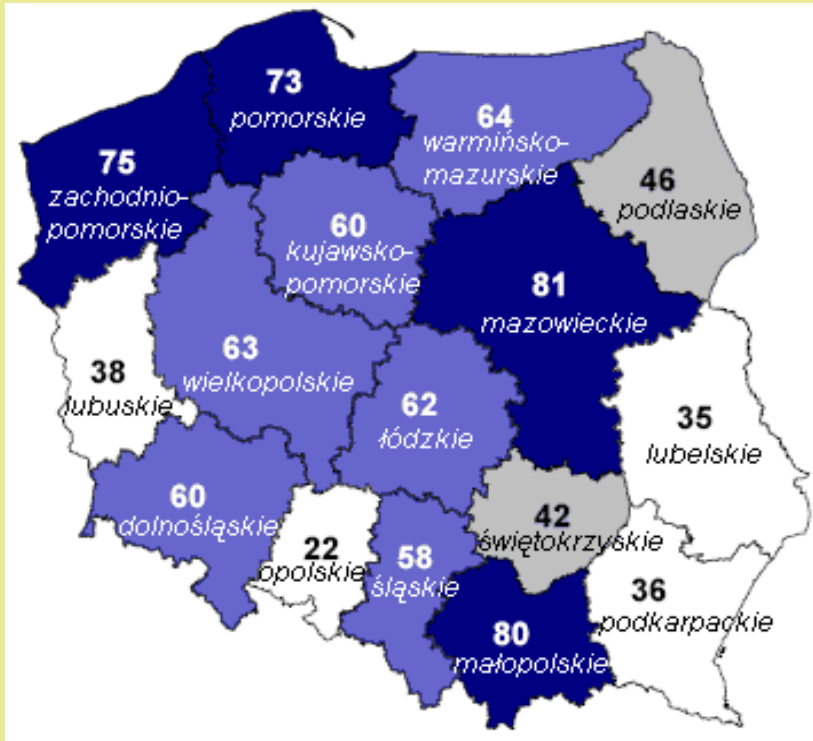 73
pomorskie
64
warmińsko-
mazurskie
75
zachodnio-
pomorskie
46
podlaskie
60
kujawsko-
pomorskie
81
mazowieckie
63
wielkopolskie
38
lubuskie
62
łódzkie
35
lubelskie
60
dolnośląskie
22
opolskie
58
śląskie
42
świętokrzyskie
36
podkarpackie
80
małopolskie